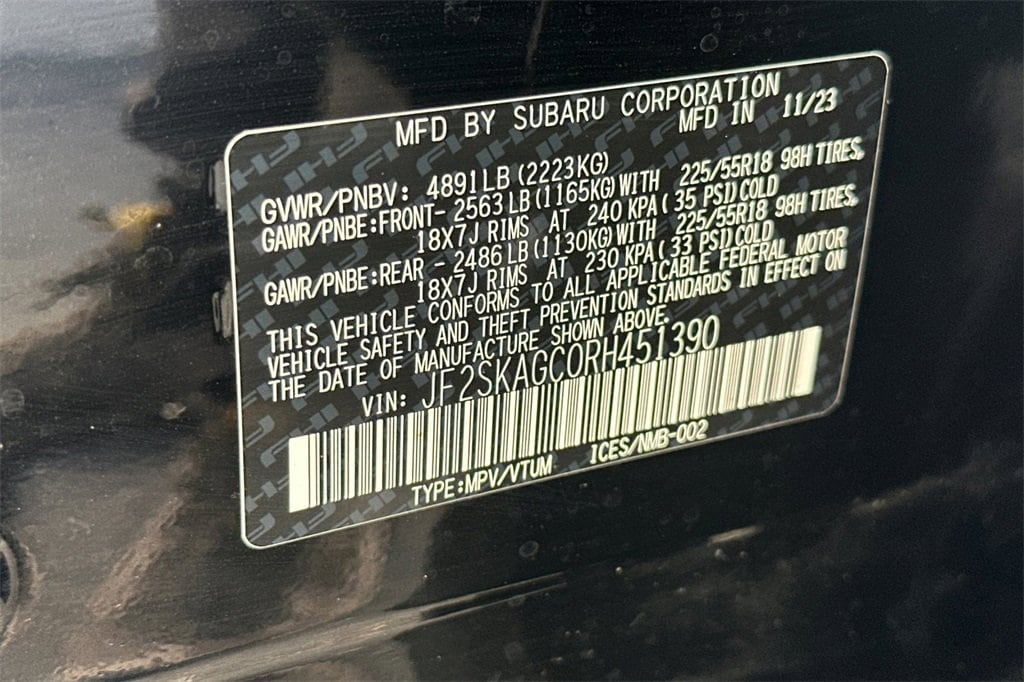 MFD BY SUBARU CORPORATION
MFD IN 11/23
GVWR/PNBV: 4891LB(2223KG)
GAWR/PNBE:FRONT- 2563LB(1165KG)WITH 225/55R18 98H TIRES,
18X7J RIMS AT 240 KPA(35 PSI)COLD
GAWR/PNBE:REAR - 2486LB(1130KG)WITH 225/55R18 98H TIRES,
18X7J RIMS AT 230 KPA(33 PSI)COLD
THIS VEHICLE CONFORMS TO ALL APPLICABLE FEDERAL MOTOR
VEHICLE SAFETY AND THEFT PREVENTION STANDARDS IN EFFECT ON
THE DATE OF MANUFACTURE SHOWN ABOVE.
VIN: JF2SKAGC0RH451390
TYPE:MPV/VTUM ICES/NMB-002